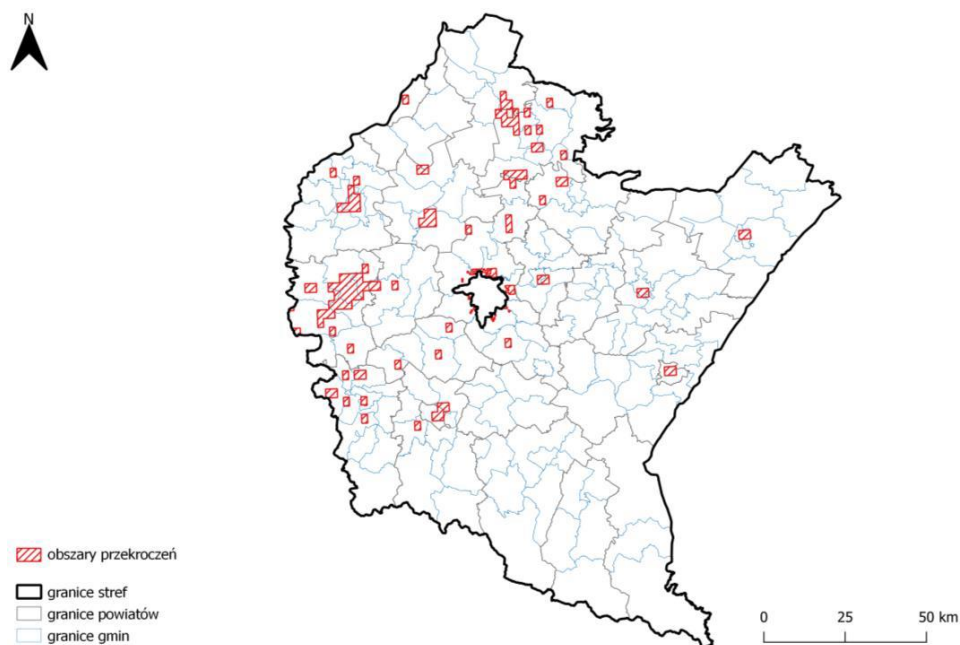 N
obszary przekroczeń
granice stref
granice powiatów
granice gmin
0 25 50 km